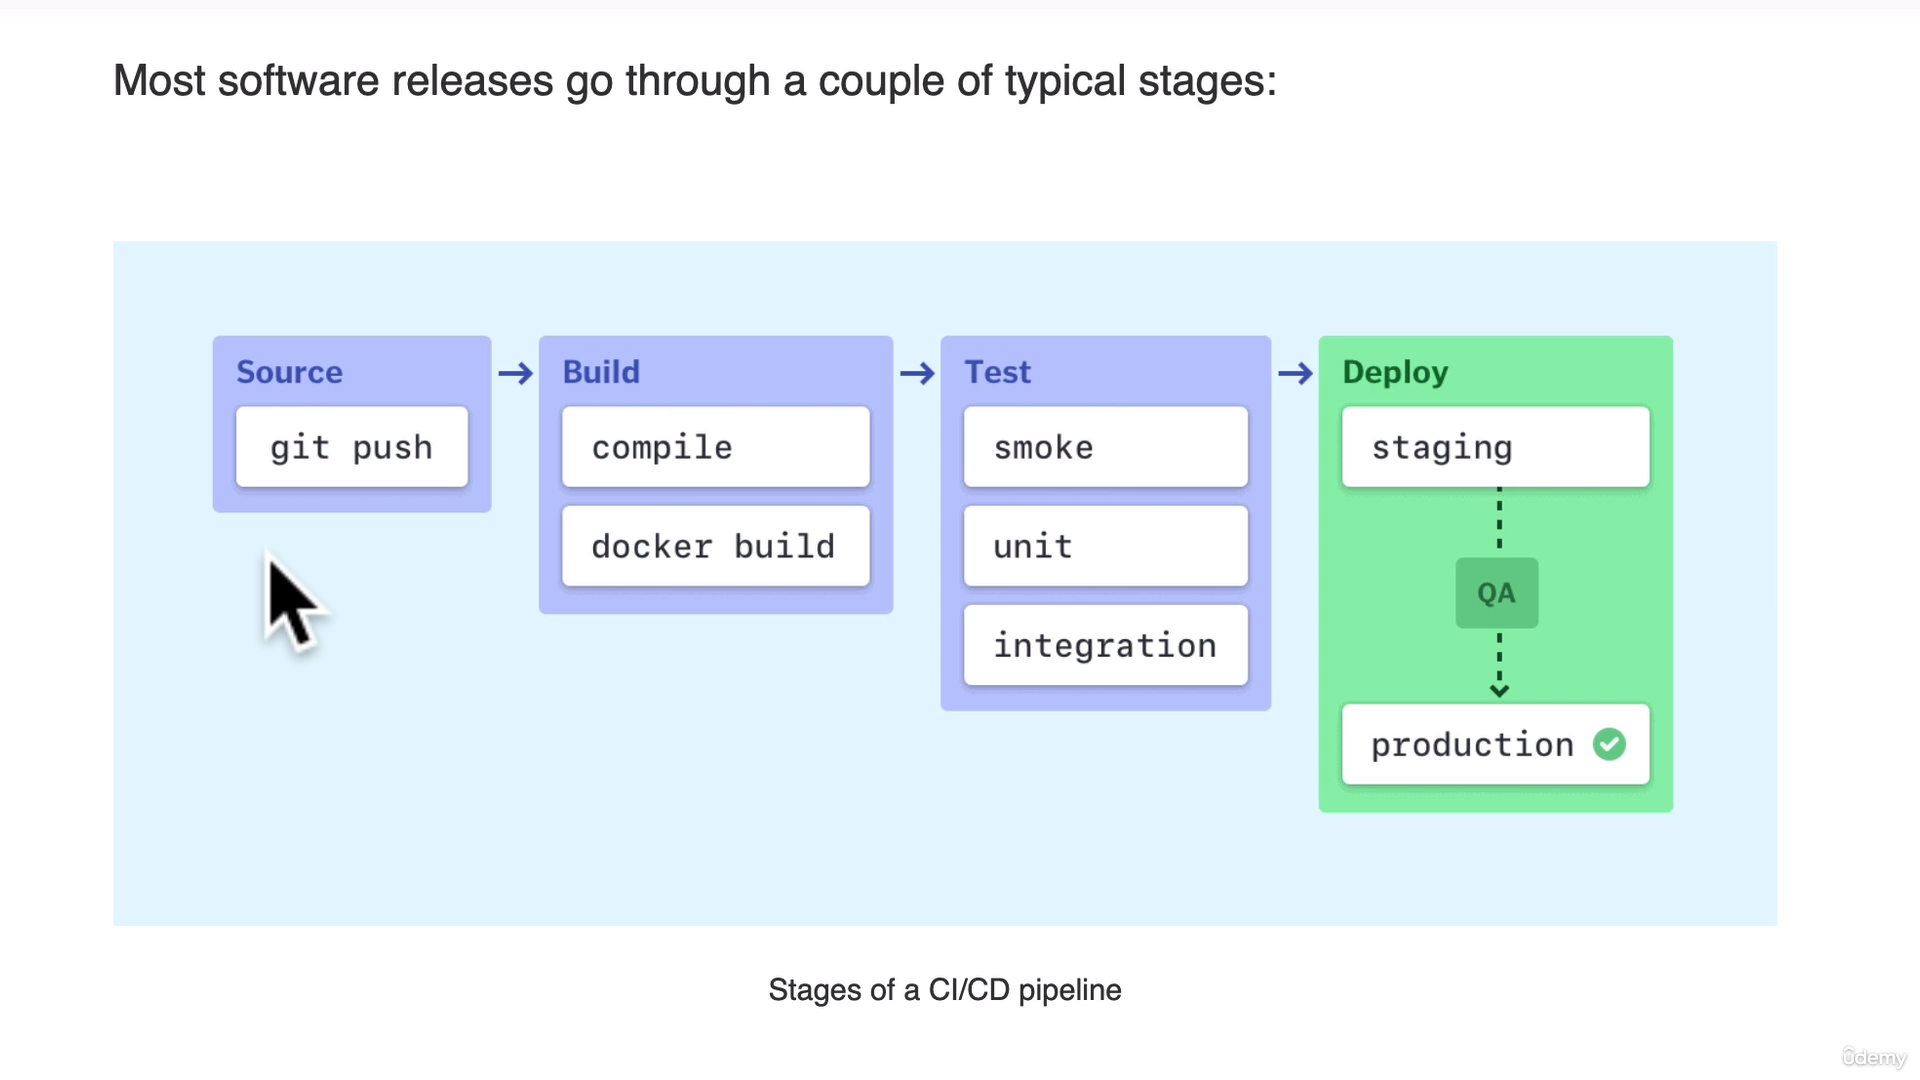 Most software releases go through a couple of typical stages:
Source
git push
Build
compile
docker build
Test
smoke
unit
integration
Deploy
staging
QA
production
Stages of a CI/CD pipeline
ûdemy